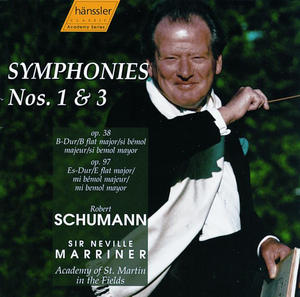 hänssler
CLASSIC
Academy Series
SYMPHONIES
Nos. 1 & 3
op. 38
B-Dur/B flat major/si bémol
majeur/si bemol mayor
op. 97
Es-Dur/E flat major/
mi bémol majeur/
mi bemol mayor
Robert
SCHUMANN
SIR NEVILLE
MARRINER
Academy of St. Martin
in the Fields